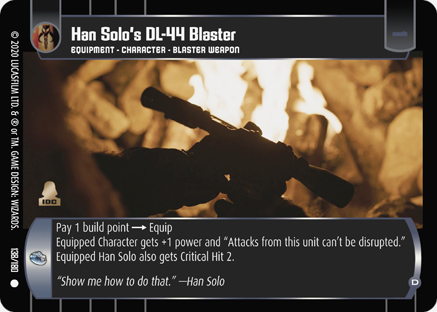 Han Solo's DL-44 Blaster
EQUIPMENT - CHARACTER - BLASTER WEAPON
© 2020 LUCASFILM LTD. & ® or TM. GAME DESIGN: WIZARDS.
IDC
Pay 1 build point → Equip
Equipped Character gets +1 power and “Attacks from this unit can't be disrupted.”
Equipped Han Solo also gets Critical Hit 2.
“Show me how to do that.” —Han Solo
D